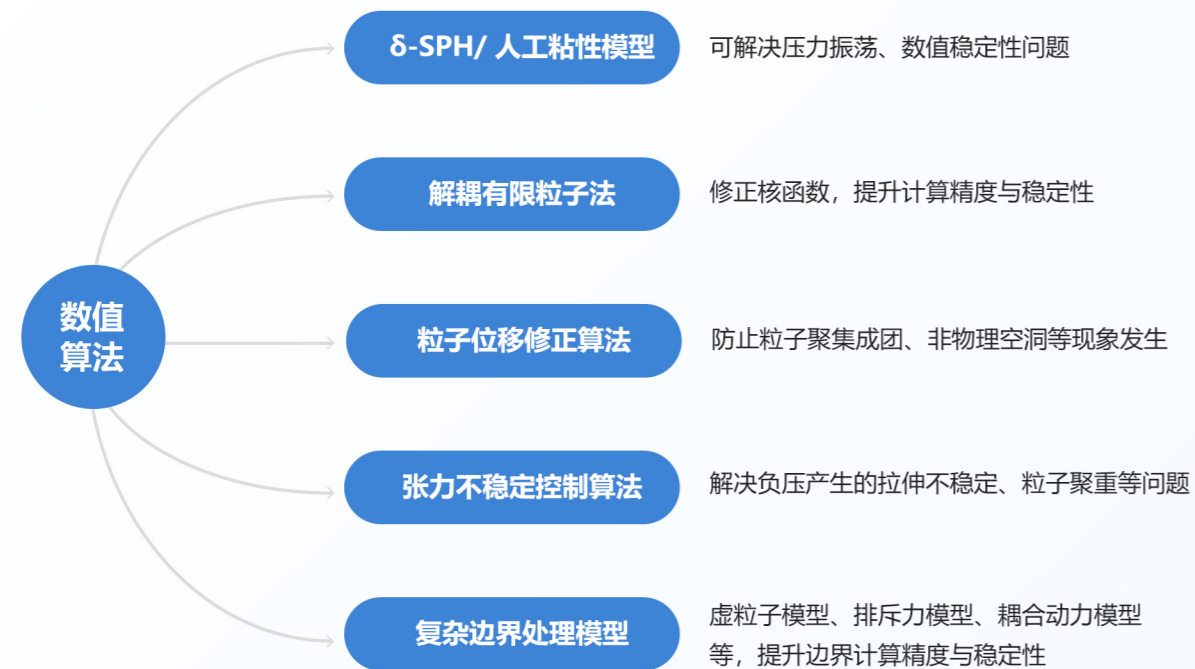 δ-SPH/ 人工粘性模型
可解决压力振荡、数值稳定性问题
解耦有限粒子法
修正核函数，提升计算精度与稳定性
数值
算法
粒子位移修正算法
防止粒子聚集成团、非物理空洞等现象发生
张力不稳定控制算法
解决负压产生的拉伸不稳定、粒子聚重等问题
复杂边界处理模型
虚粒子模型、排斥力模型、耦合动力模型
等，提升边界计算精度与稳定性